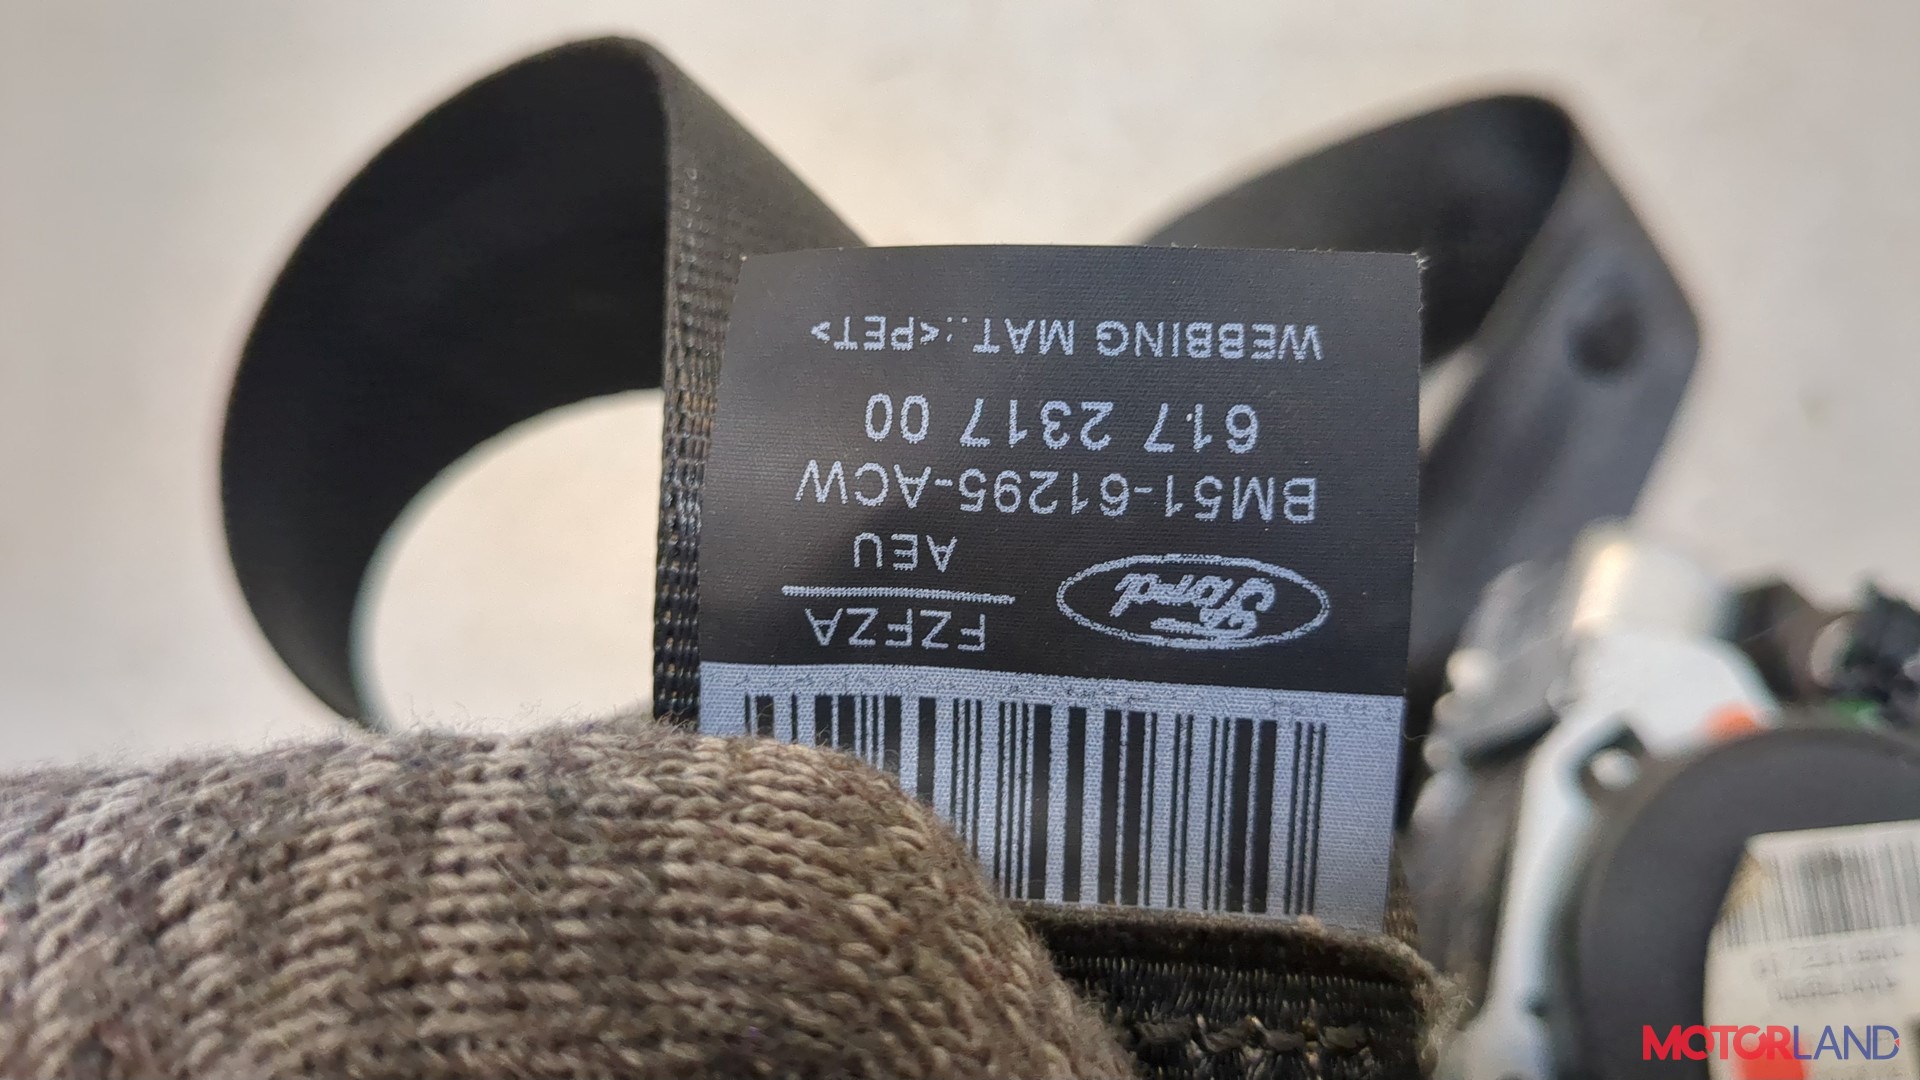 FZFZA
AEU
Ford
BM51-61295-ACW
617 2317 00
WEBBING MAT.:<PET>
MOTORLAND